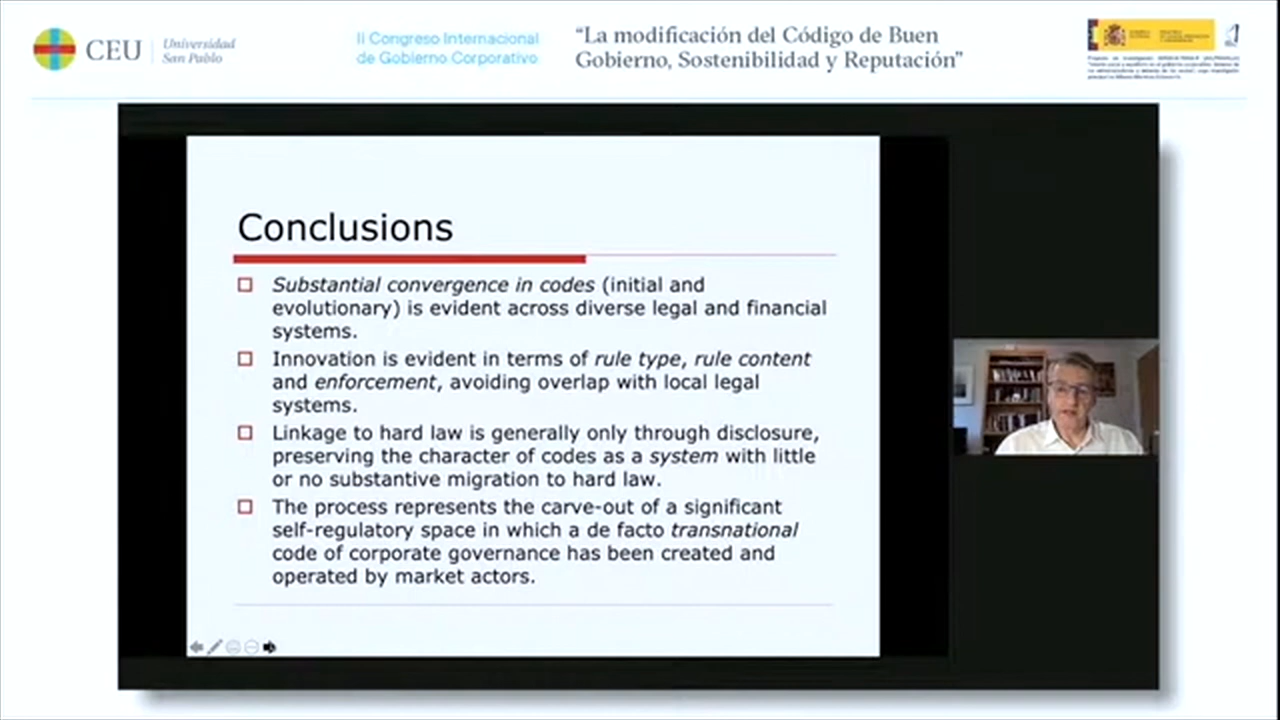 CEU
Universidad
San Pablo
II Congreso Internacional
de Gobierno Corporativo
“La modificación del Código de Buen
Gobierno, Sostenibilidad y Reputación”
Conclusions
Substantial convergence in codes (initial and
evolutionary) is evident across diverse legal and financial
systems.
Innovation is evident in terms of rule type, rule content
and enforcement, avoiding overlap with local legal
systems.
Linkage to hard law is generally only through disclosure,
preserving the character of codes as a system with little
or no substantive migration to hard law.
The process represents the carve-out of a significant
self-regulatory space in which a de facto transnational
code of corporate governance has been created and
operated by market actors.